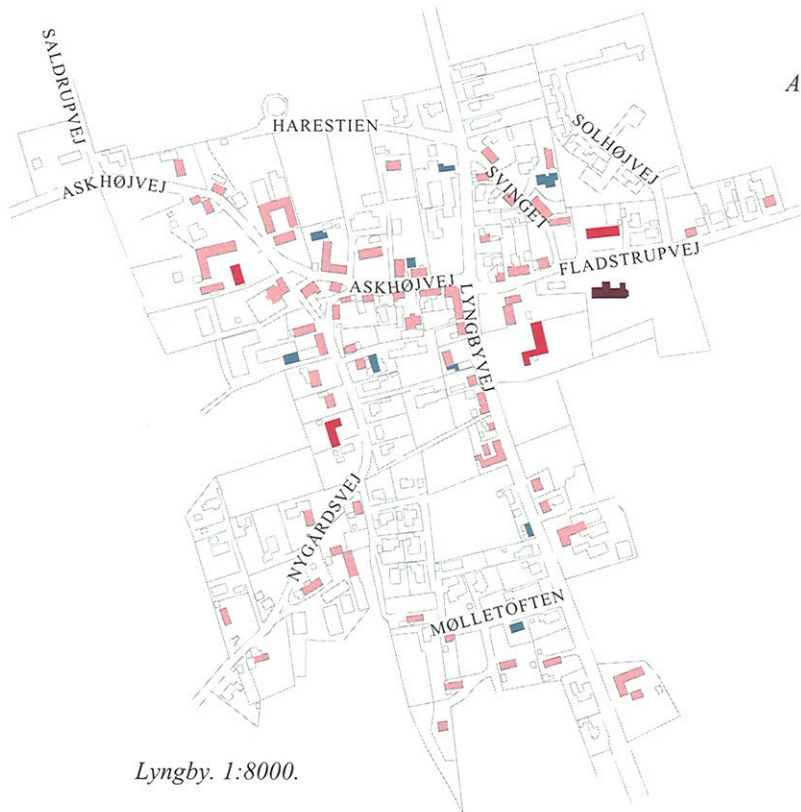 SALDRUPVEJ
A
HARESTIEN
SOLHØJVEJ
ASKHØJVEJ
SVINGET
FLADSTRUPVEJ
ASKHØJVEJ
LYNGBYVEJ
NYGÅRDSVEJ
MØLLETOFTEN
Lyngby. 1:8000.